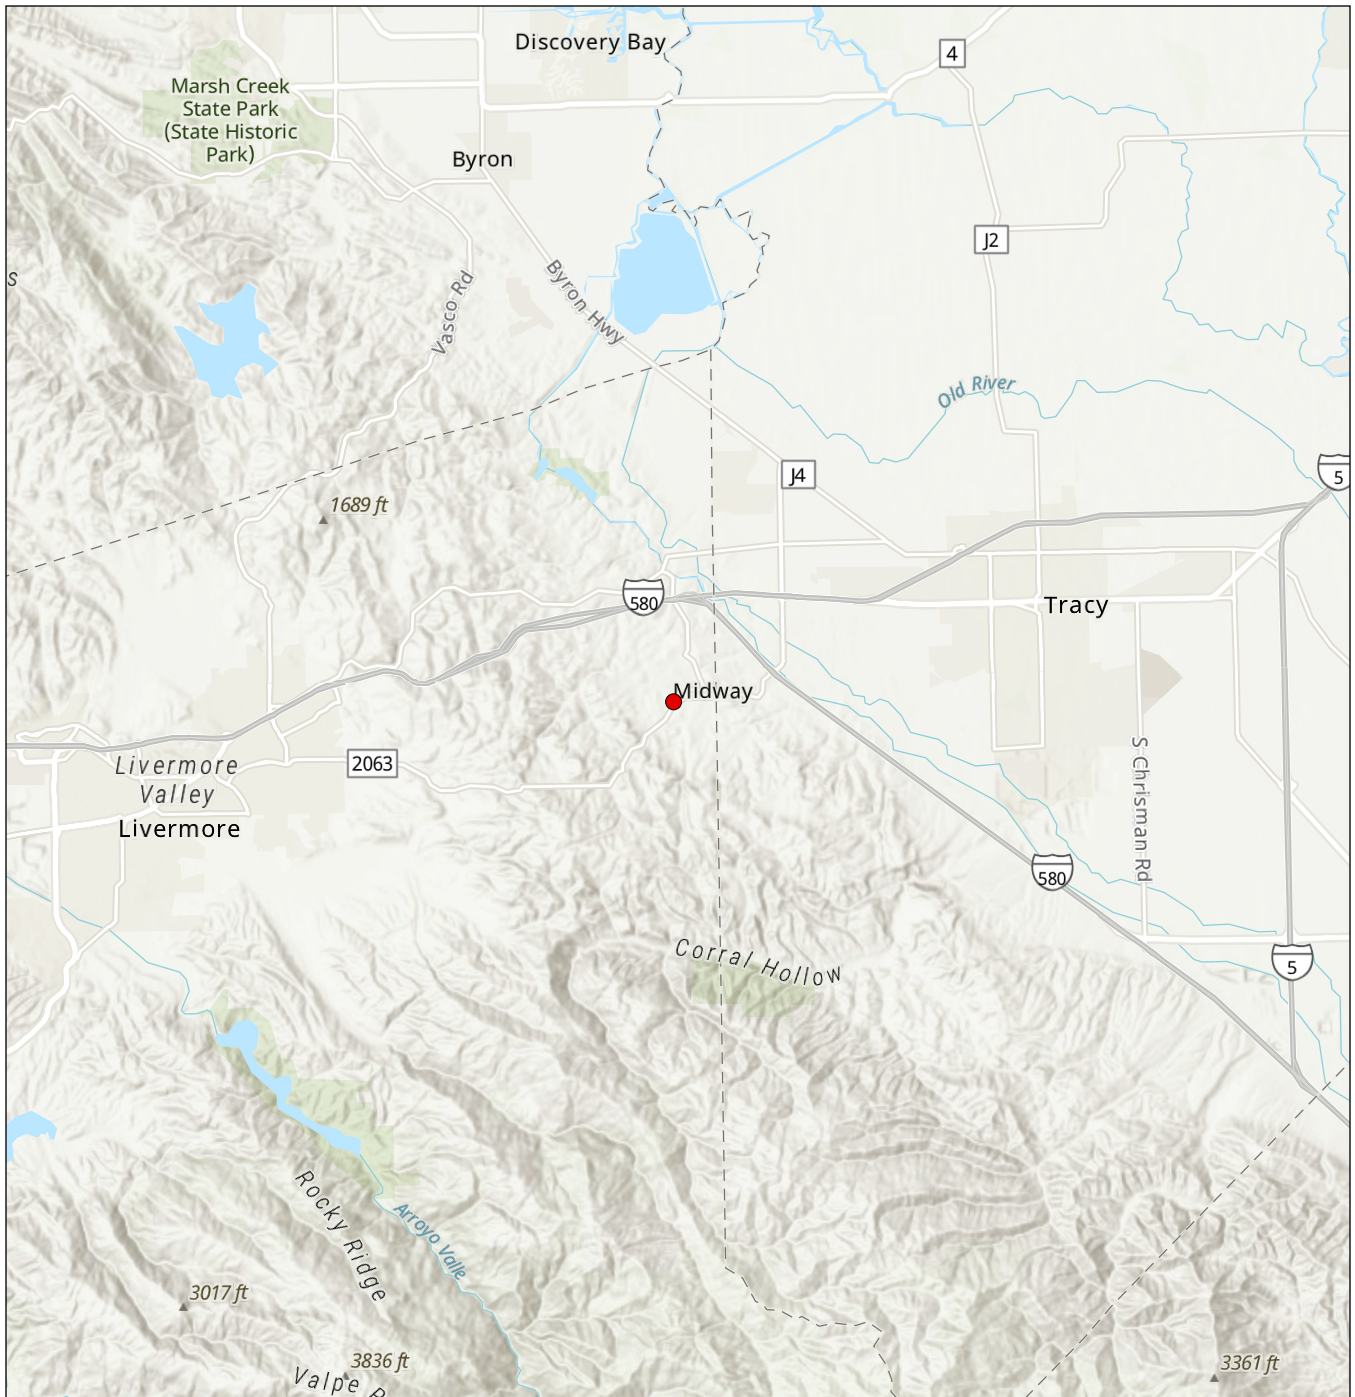 Discovery Bay
4
Marsh Creek
State Park
(State Historic
Park)
Byron
J2
s
Vasco Rd
Byron Hwy
Old River
J4
5
1689 ft
580
Tracy
Midway
Livermore
Valley
2063
S Chrisman Rd
Livermore
580
Corral Hollow
5
Rocky Ridge
Arroyo Valle
3017 ft
3836 ft
3361 ft
Valpe